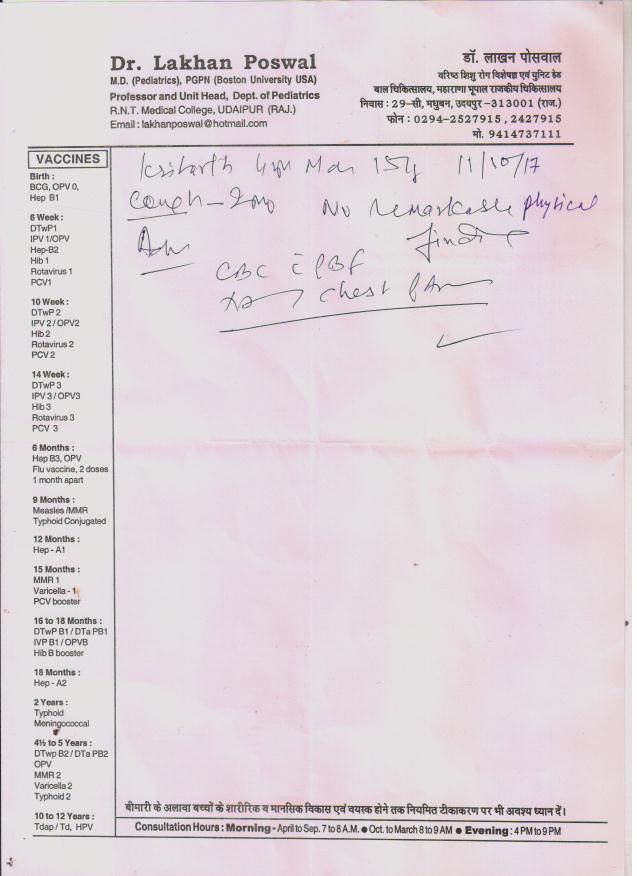 Dr. Lakhan Poswal
M.D. (Pediatrics), PGPN (Boston University USA)
Professor and Unit Head, Dept. of Pediatrics
R.N.T. Medical College, UDAIPUR (RAJ.)
Email : lakhanposwal@hotmail.com
डॉ. लाखन पोसवाल
वरिष्ठ शिशु रोग विशेषज्ञ एवं युनिट हेड
बाल चिकित्सालय, महाराणा भूपाल राजकीय चिकित्सालय
निवास : 29-सी, मधुबन, उदयपुर-313001 (राज.)
फोन : 0294-2527915, 2427915
मो. 9414737111
VACCINES
Birth :
BCG, OPV 0,
Hep B1
6 Week :
DTwP1
IPV 1/OPV
Hep-B2
Hib 1
Rotavirus 1
PCV1
10 Week :
DTwP 2
IPV 2 / OPV2
Hib 2
Rotavirus 2
PCV 2
14 Week :
DTwP 3
IPV 3 / OPV3
Hib 3
Rotavirus 3
PCV 3
6 Months :
Hep B3, OPV
Flu vaccine, 2 doses
1 month apart
9 Months :
Measles /MMR
Typhoid Conjugated
12 Months :
Hep - A1
15 Months :
MMR 1
Varicella - 1
PCV booster
16 to 18 Months :
DTwP B1 / DTa PB1
IVP B1 / OPVB
Hib B booster
18 Months :
Hep - A2
2 Years :
Typhoid
Meningococcal
4½ to 5 Years :
DTwp B2 / DTa PB2
OPV
MMR 2
Varicella 2
Typhoid 2
10 to 12 Years :
Tdap / Td, HPV
11/10/17
Cough - No remarkable physical
Adv
CBC c PBF
Chest
बीमारी के अलावा बच्चों के शारीरिक व मानसिक विकास एवं वयस्क होने तक नियमित टीकाकरण पर भी अवश्य ध्यान दें।
Consultation Hours : Morning - April to Sep. 7 to 8 A.M. ● Oct. to March 8 to 9 AM ● Evening : 4 PM to 9 PM